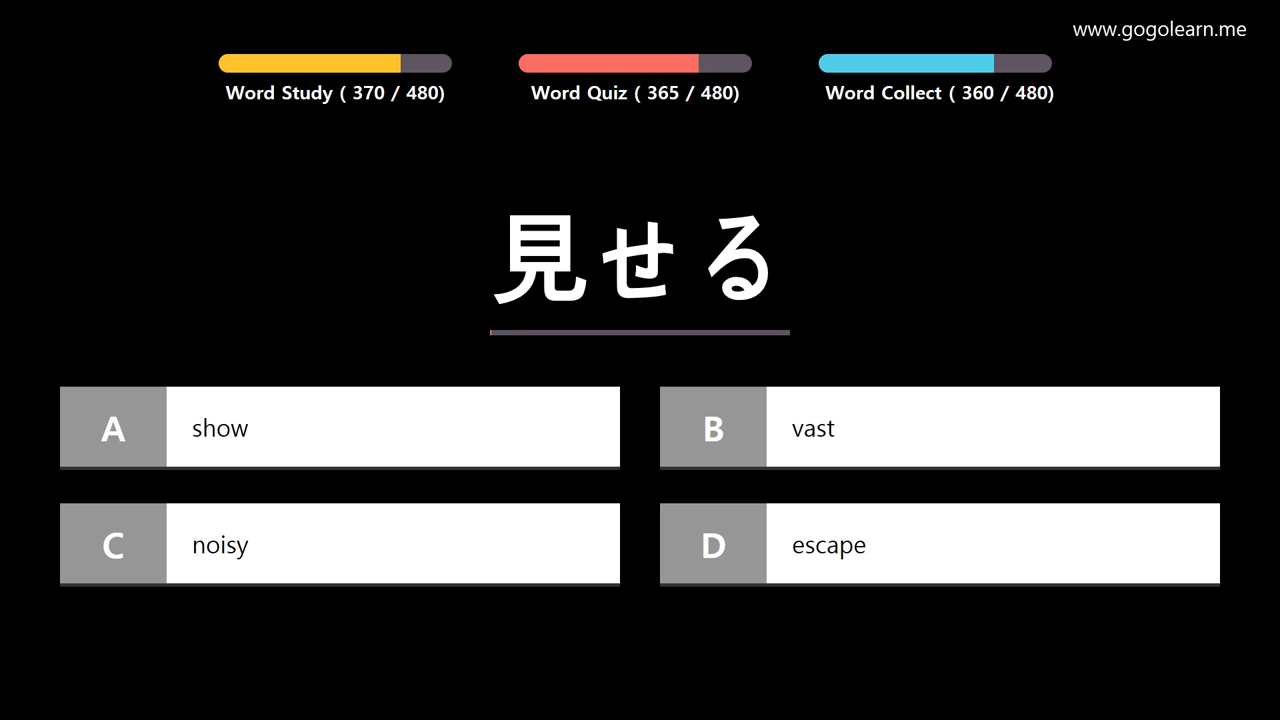 www.gogolearn.me
Word Study ( 370 / 480)
Word Quiz ( 365 / 480)
Word Collect ( 360 / 480)
見せる
A show
B vast
C noisy
D escape